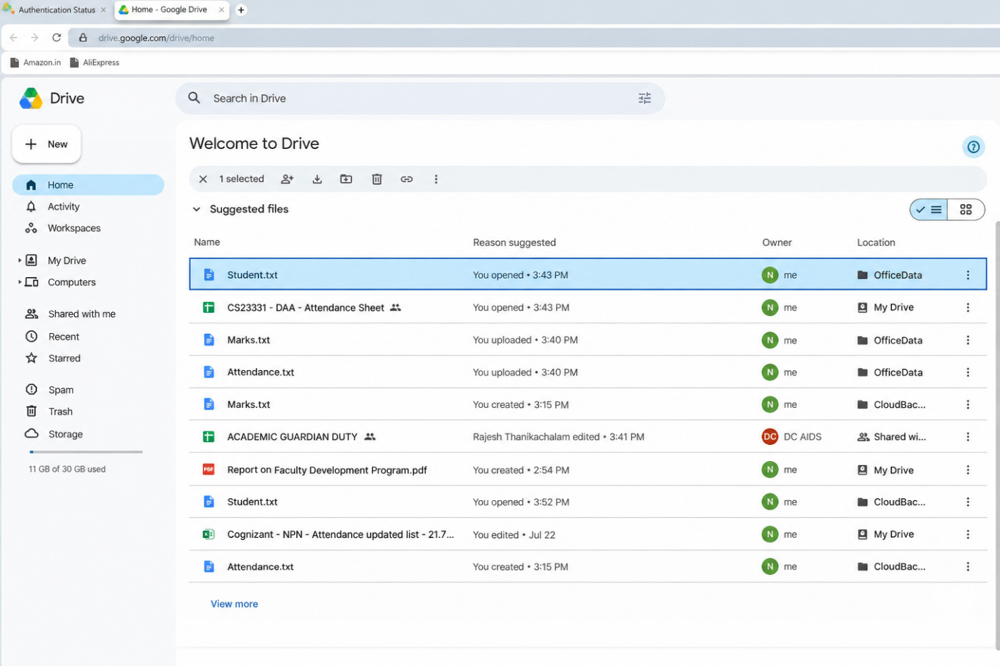 Authentication Status
Home - Google Drive
drive.google.com/drive/home
Amazon.in AliExpress
Drive
Search in Drive
New
Welcome to Drive
1 selected
Home
Activity
Workspaces
My Drive
Computers
Shared with me
Recent
Starred
Spam
Trash
Storage
11 GB of 30 GB used
Suggested files
Name Reason suggested Owner Location
Student.txt You opened • 3:43 PM N me OfficeData
CS23331 - DAA - Attendance Sheet You opened • 3:43 PM N me My Drive
Marks.txt You uploaded • 3:40 PM N me OfficeData
Attendance.txt You uploaded • 3:40 PM N me OfficeData
Marks.txt You created • 3:15 PM N me CloudBac...
ACADEMIC GUARDIAN DUTY Rajesh Thanikachalam edited • 3:41 PM DC DC AIDS Shared wi...
PDF Report on Faculty Development Program.pdf You created • 2:54 PM N me My Drive
Student.txt You opened • 3:52 PM N me CloudBac...
Cognizant - NPN - Attendance updated list - 21.7... You edited • Jul 22 N me My Drive
Attendance.txt You created • 3:15 PM N me CloudBac...
View more